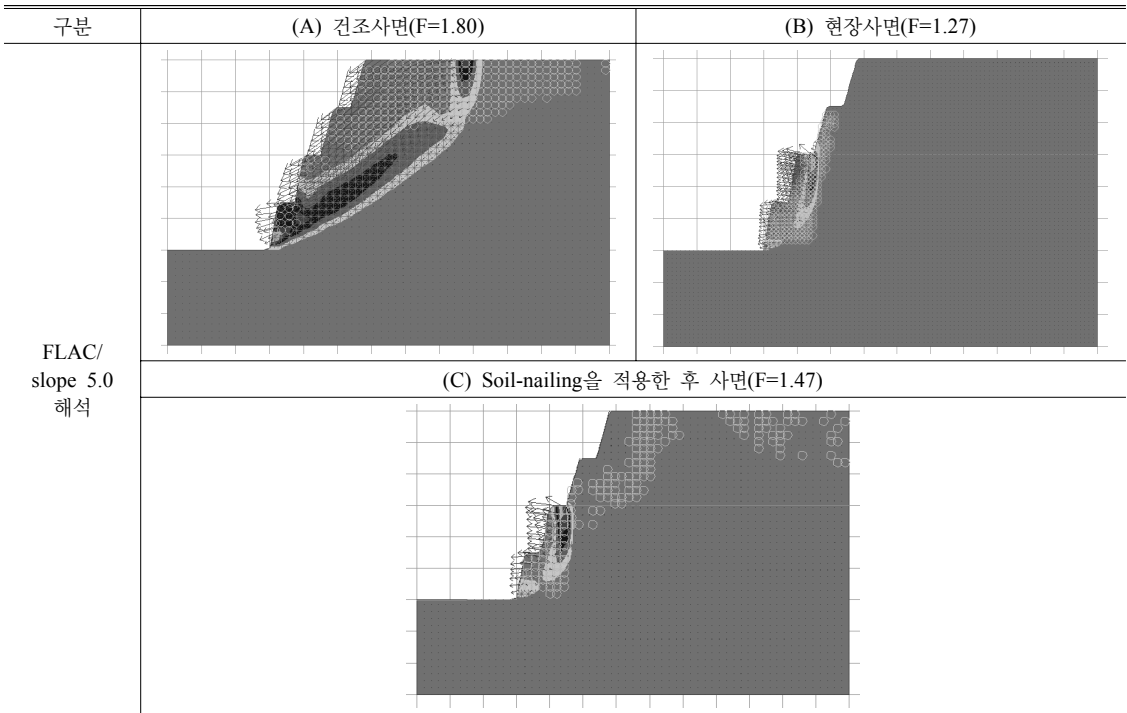 구분
(A) 건조사면(F=1.80)
(B) 현장사면(F=1.27)
FLAC/
slope 5.0
해석
(C) Soil-nailing을 적용한 후 사면(F=1.47)